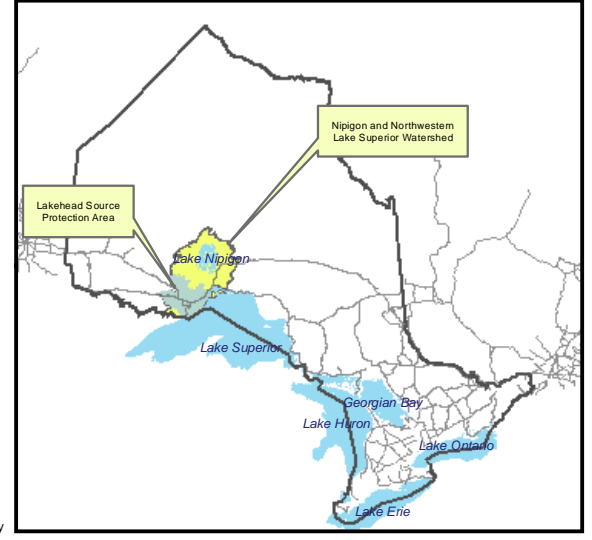 Nipigon and Northwestern
Lake Superior Watershed
Lakehead Source
Protection Area
Lake Nipigon
Lake Superior
Georgian Bay
Lake Huron
Lake Ontario
Lake Erie
y